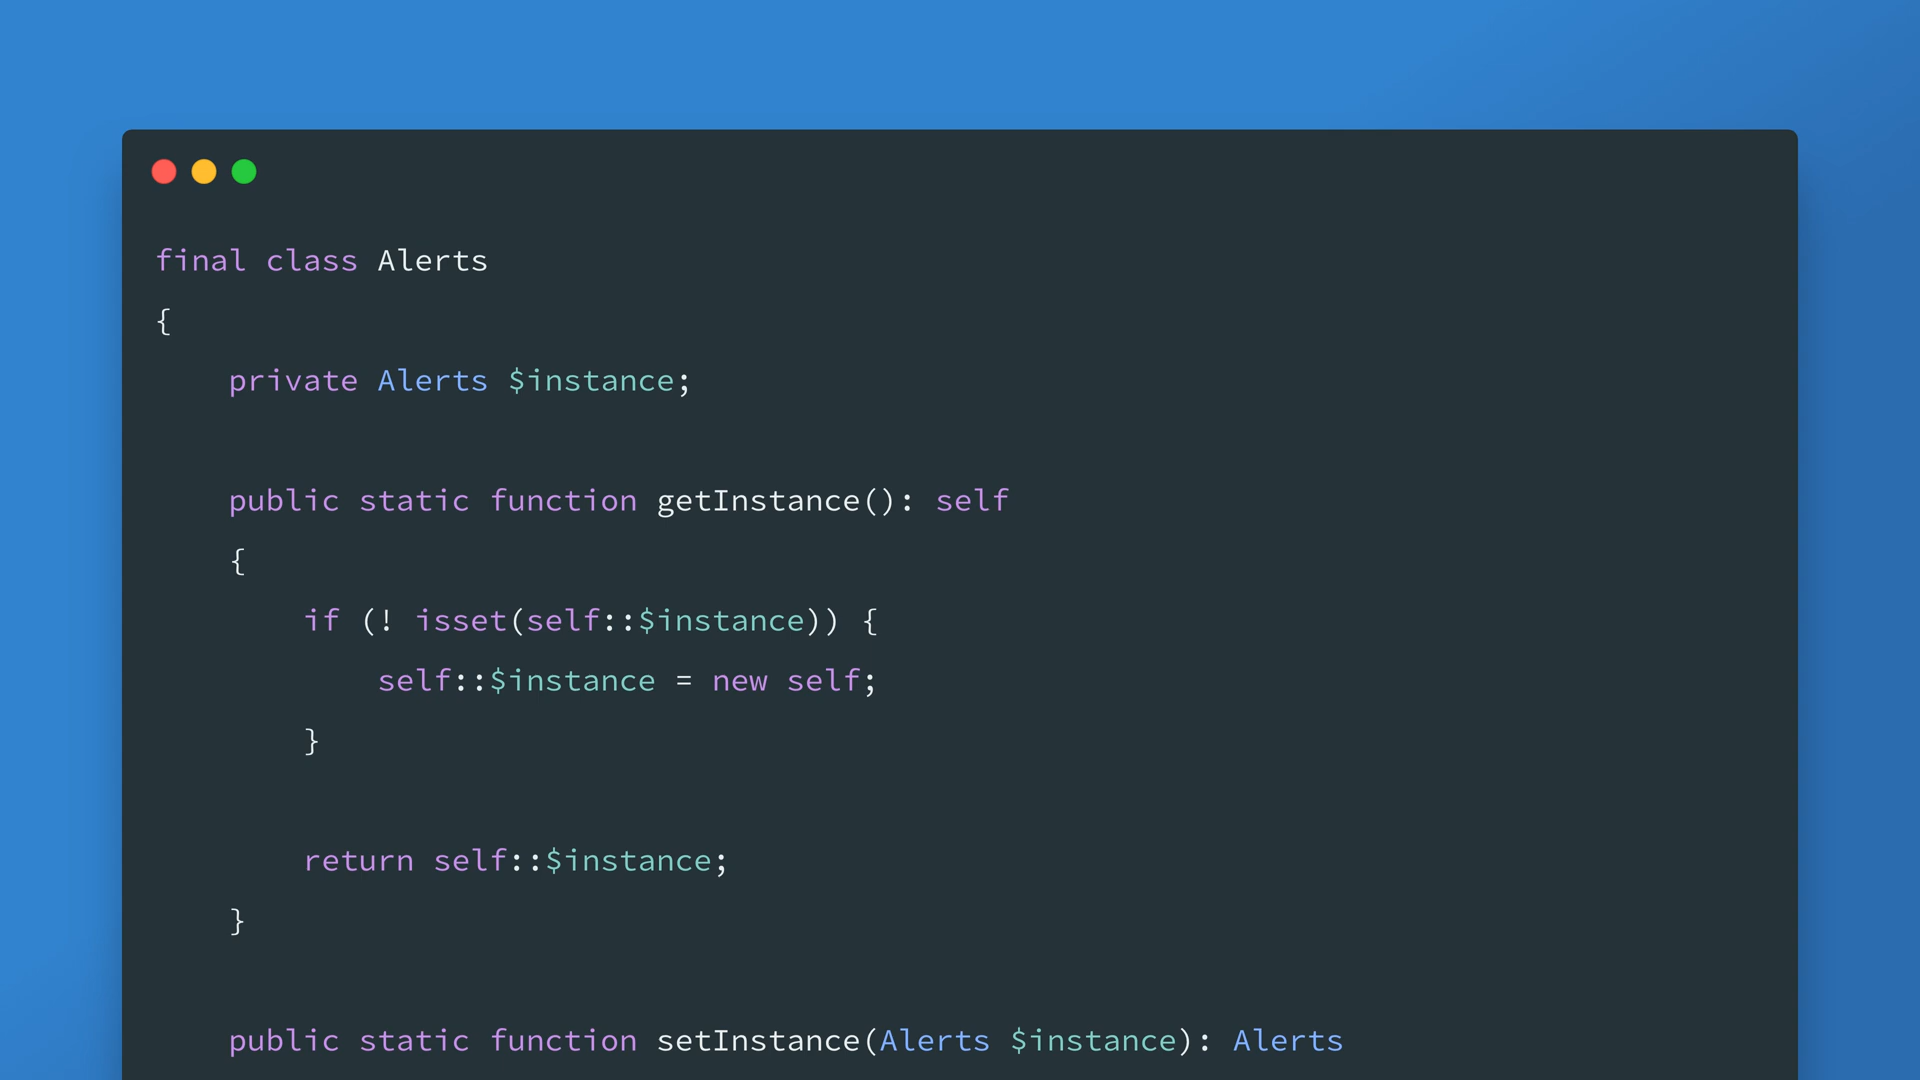 final class Alerts
{
    private Alerts $instance;

    public static function getInstance(): self
    {
        if (! isset(self::$instance)) {
            self::$instance = new self;
        }

        return self::$instance;
    }

    public static function setInstance(Alerts $instance): Alerts